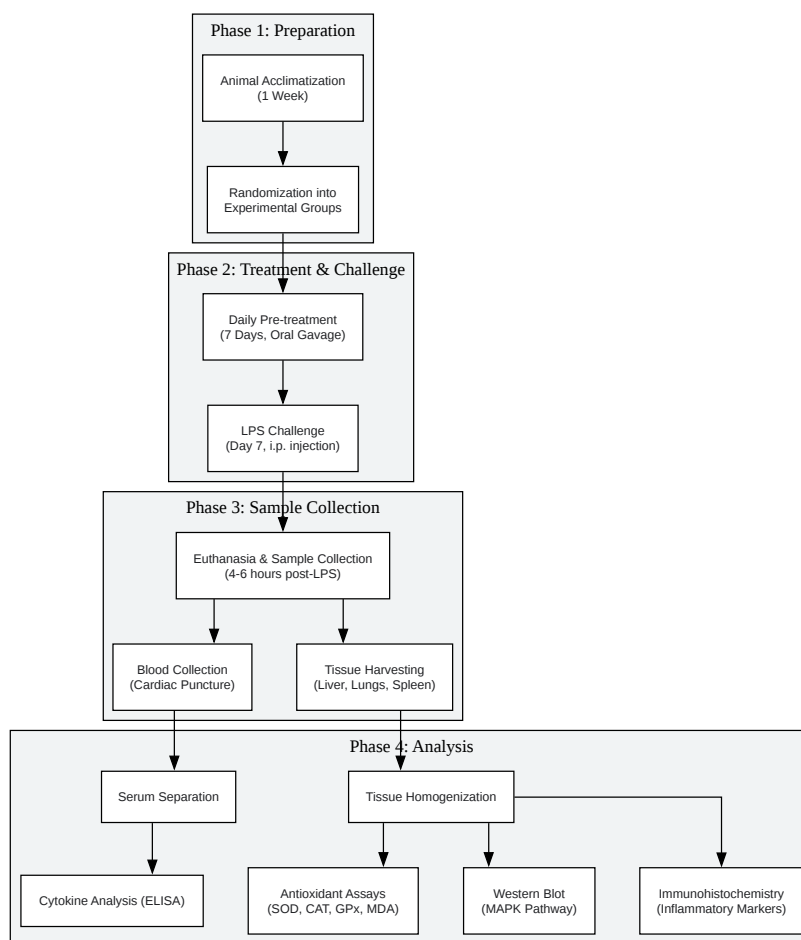 Phase 1: Preparation
Animal Acclimatization
(1 Week)
Randomization into
Experimental Groups
Phase 2: Treatment & Challenge
Daily Pre-treatment
(7 Days, Oral Gavage)
LPS Challenge
(Day 7, i.p. injection)
Phase 3: Sample Collection
Euthanasia & Sample Collection
(4-6 hours post-LPS)
Blood Collection
(Cardiac Puncture)
Tissue Harvesting
(Liver, Lungs, Spleen)
Phase 4: Analysis
Serum Separation
Tissue Homogenization
Cytokine Analysis (ELISA)
Antioxidant Assays
(SOD, CAT, GPx, MDA)
Western Blot
(MAPK Pathway)
Immunohistochemistry
(Inflammatory Markers)